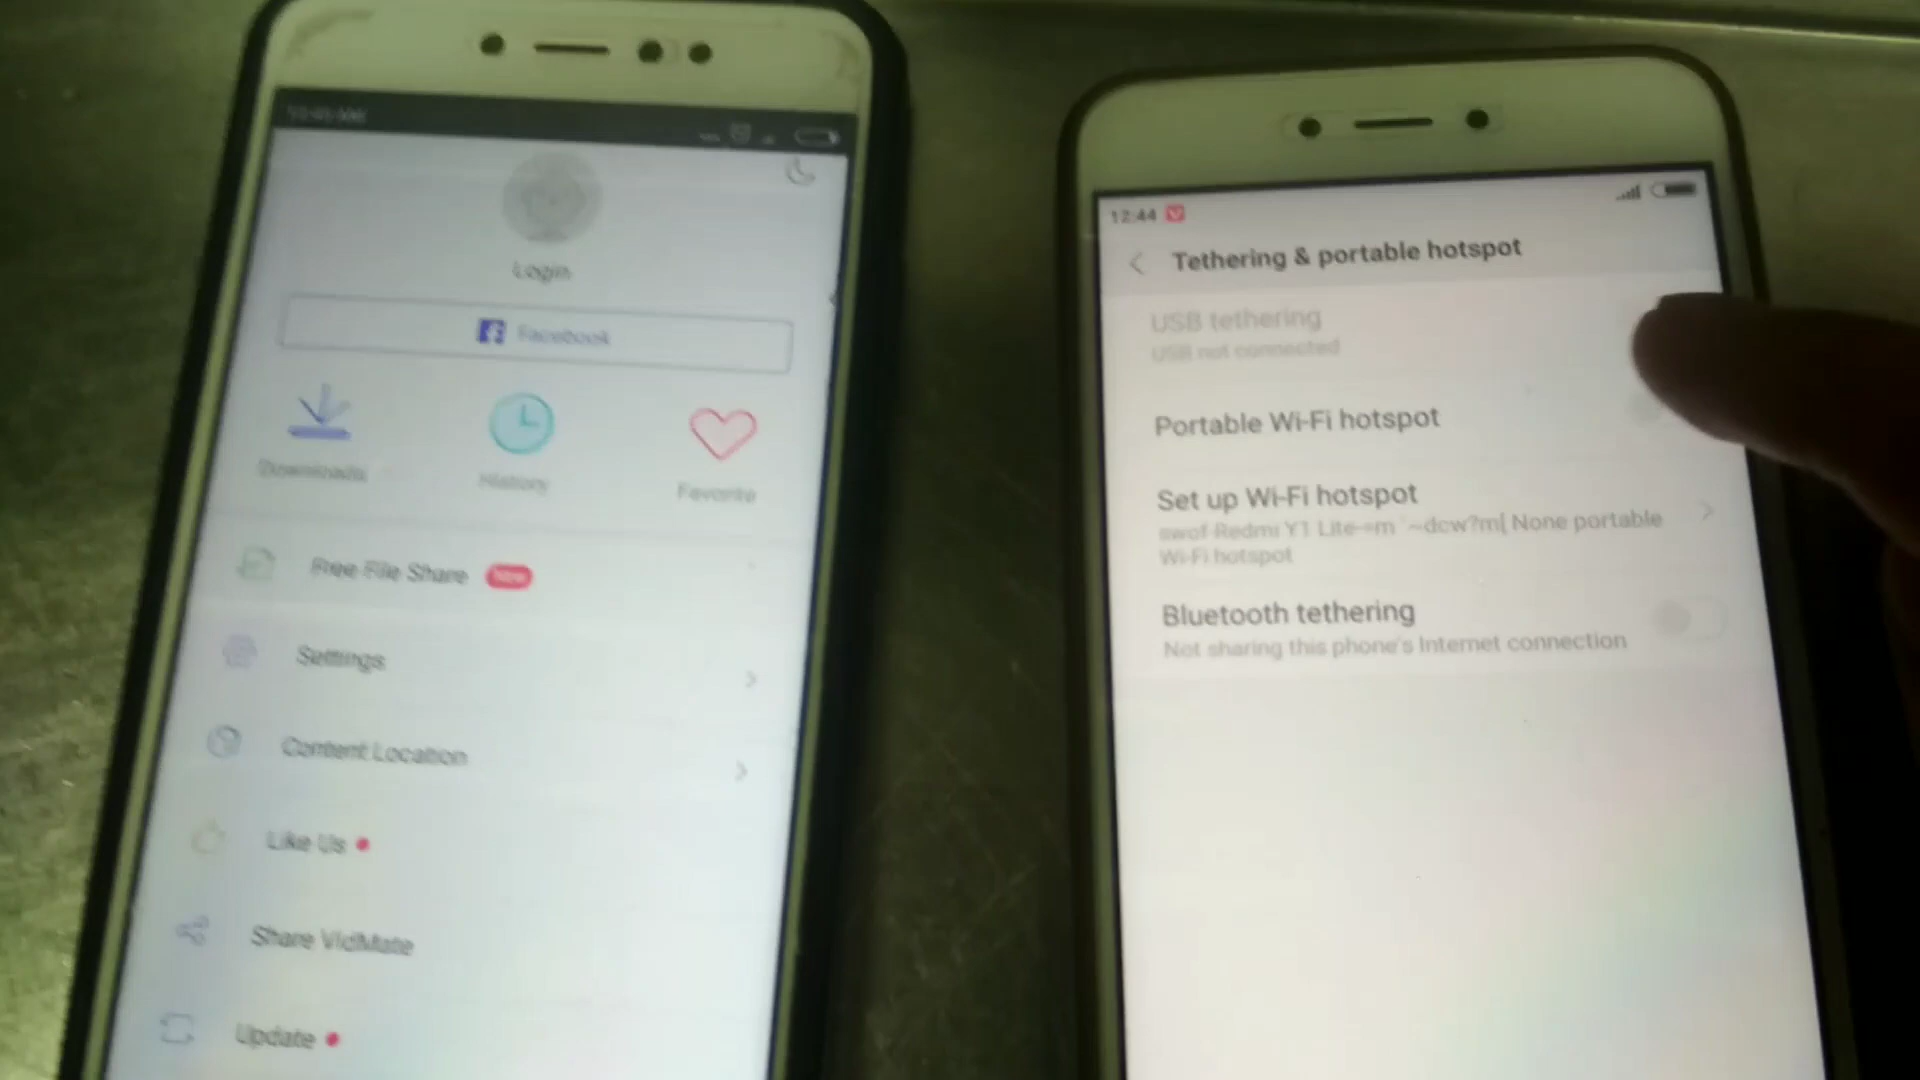 Login
Facebook
Downloads
History
Favorite
Free File Share New
Settings
Content Location
Like Us
Share VidMate
Update
12:44
Tethering & portable hotspot
USB tethering
USB not connected
Portable Wi-Fi hotspot
Set up Wi-Fi hotspot
swof Redmi Y1 Lite-=m `~dcw?m[ None portable
Wi-Fi hotspot
Bluetooth tethering
Not sharing this phone's Internet connection